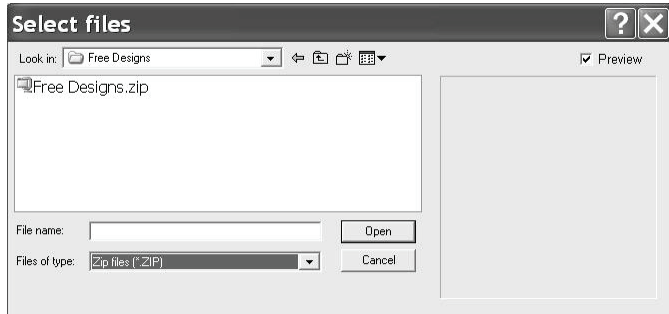 Select files
Look in: Free Designs
Preview
Free Designs.zip
File name:
Open
Files of type: Zip files (*.ZIP)
Cancel